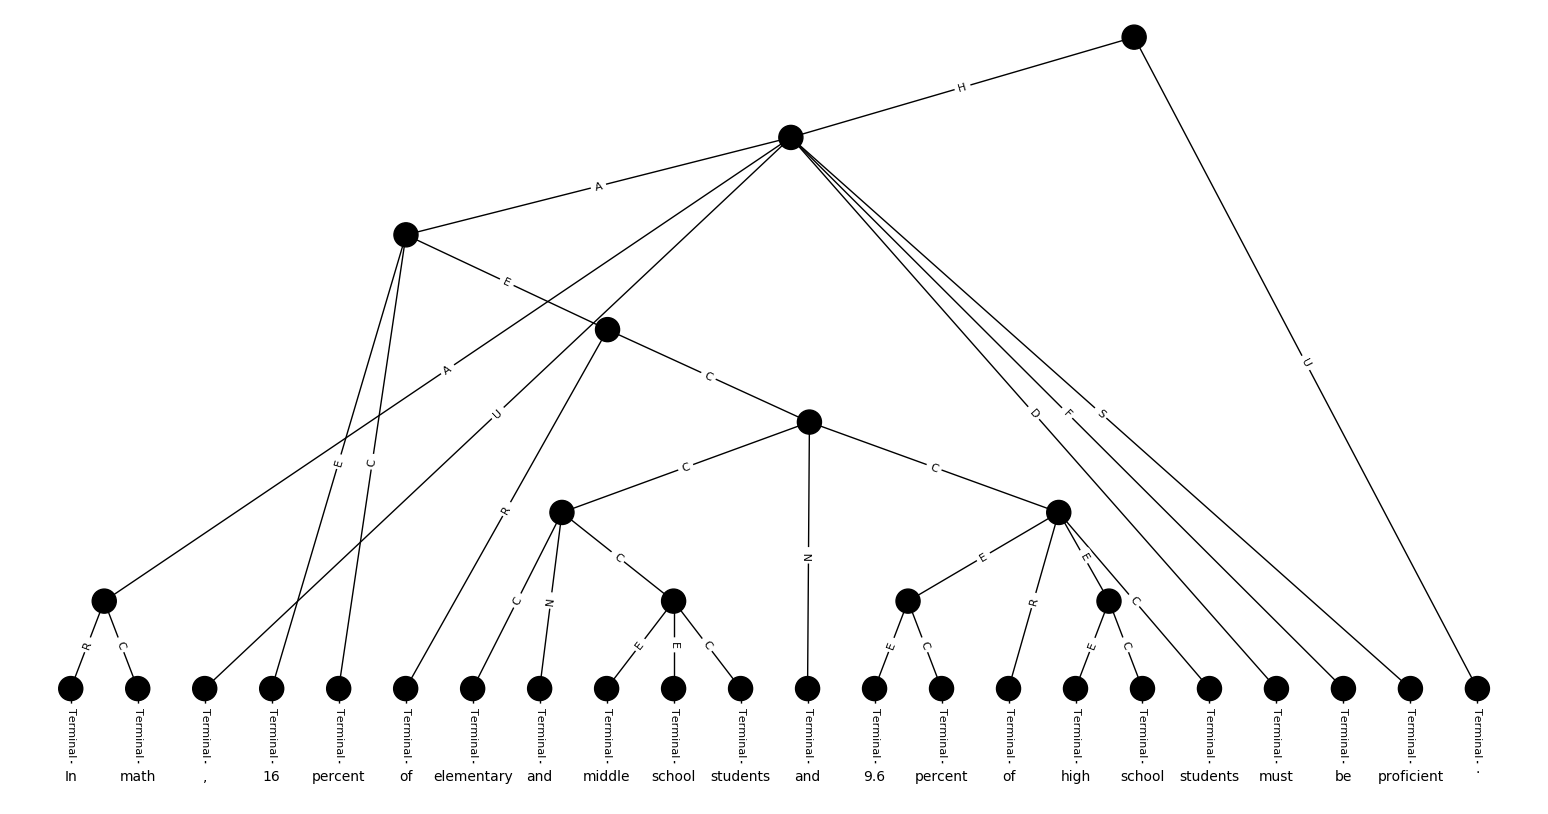 H
A
E
A
C
U
D F S
U
E C
C C
R
N
C
E E
C N
E R C
R C
E E C
E C
E C
Terminal Terminal Terminal Terminal Terminal Terminal Terminal Terminal Terminal Terminal Terminal Terminal Terminal Terminal Terminal Terminal Terminal Terminal Terminal Terminal Terminal Terminal
In math , 16 percent of elementary and middle school students and 9.6 percent of high school students must be proficient .